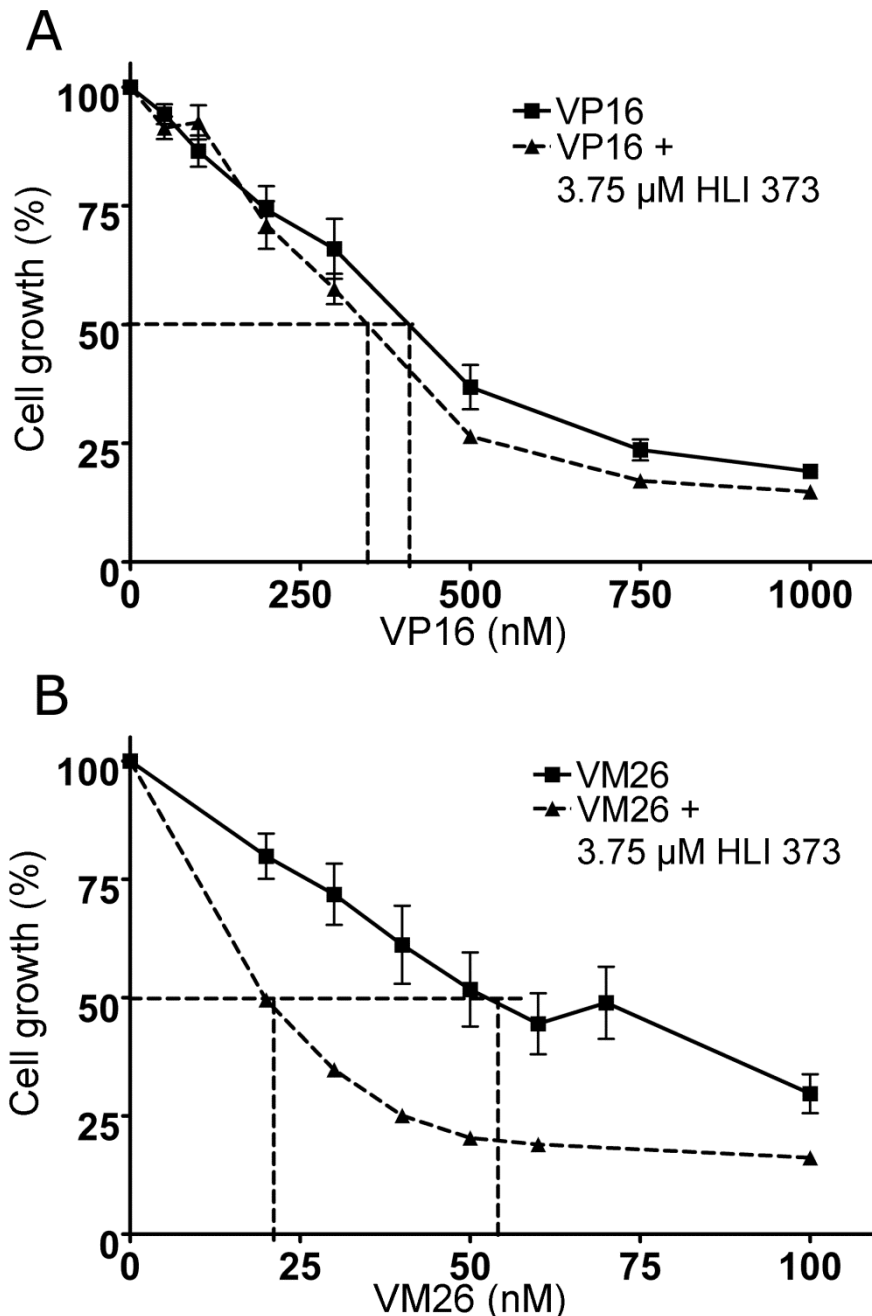 A
Cell growth (%)
100
75
50
25
0
VP16
VP16 +
3.75 µM HLI 373
0
250
500
750
1000
VP16 (nM)
B
Cell growth (%)
100
75
50
25
0
VM26
VM26 +
3.75 µM HLI 373
0
25
50
75
100
VM26 (nM)